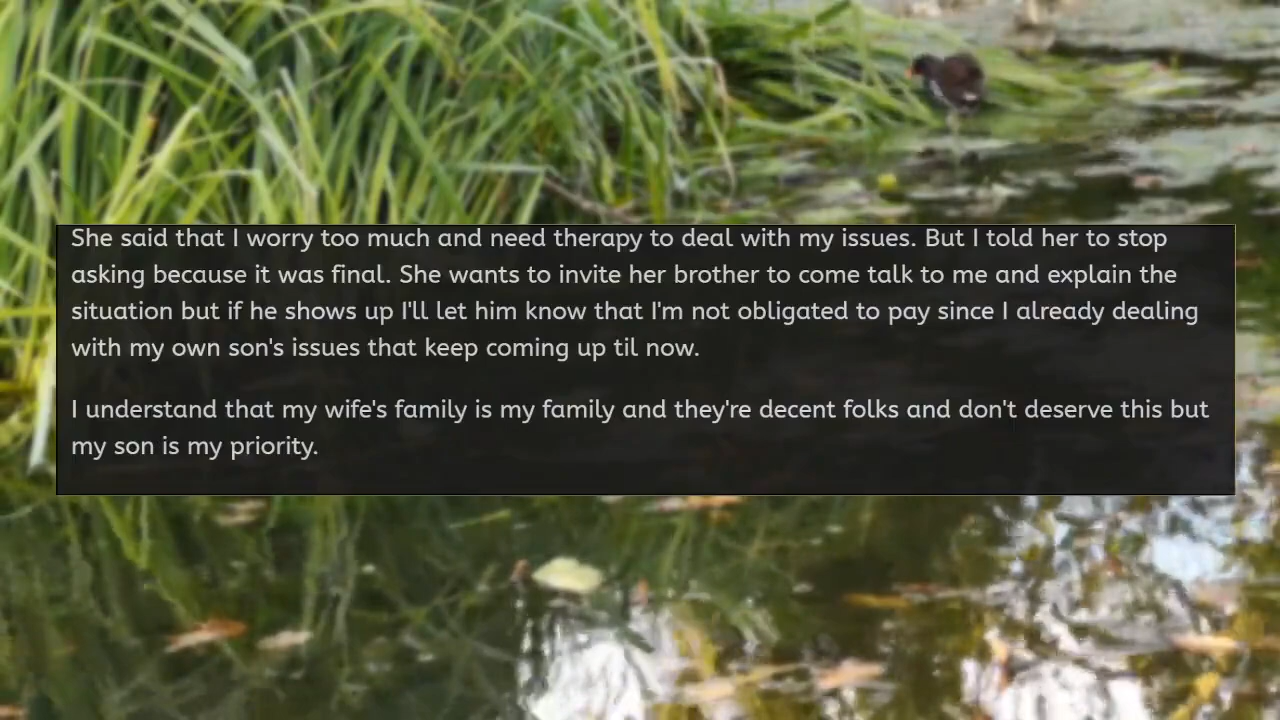 She said that I worry too much and need therapy to deal with my issues. But I told her to stop
asking because it was final. She wants to invite her brother to come talk to me and explain the
situation but if he shows up I'll let him know that I'm not obligated to pay since I already dealing
with my own son's issues that keep coming up til now.
I understand that my wife's family is my family and they're decent folks and don't deserve this but
my son is my priority.